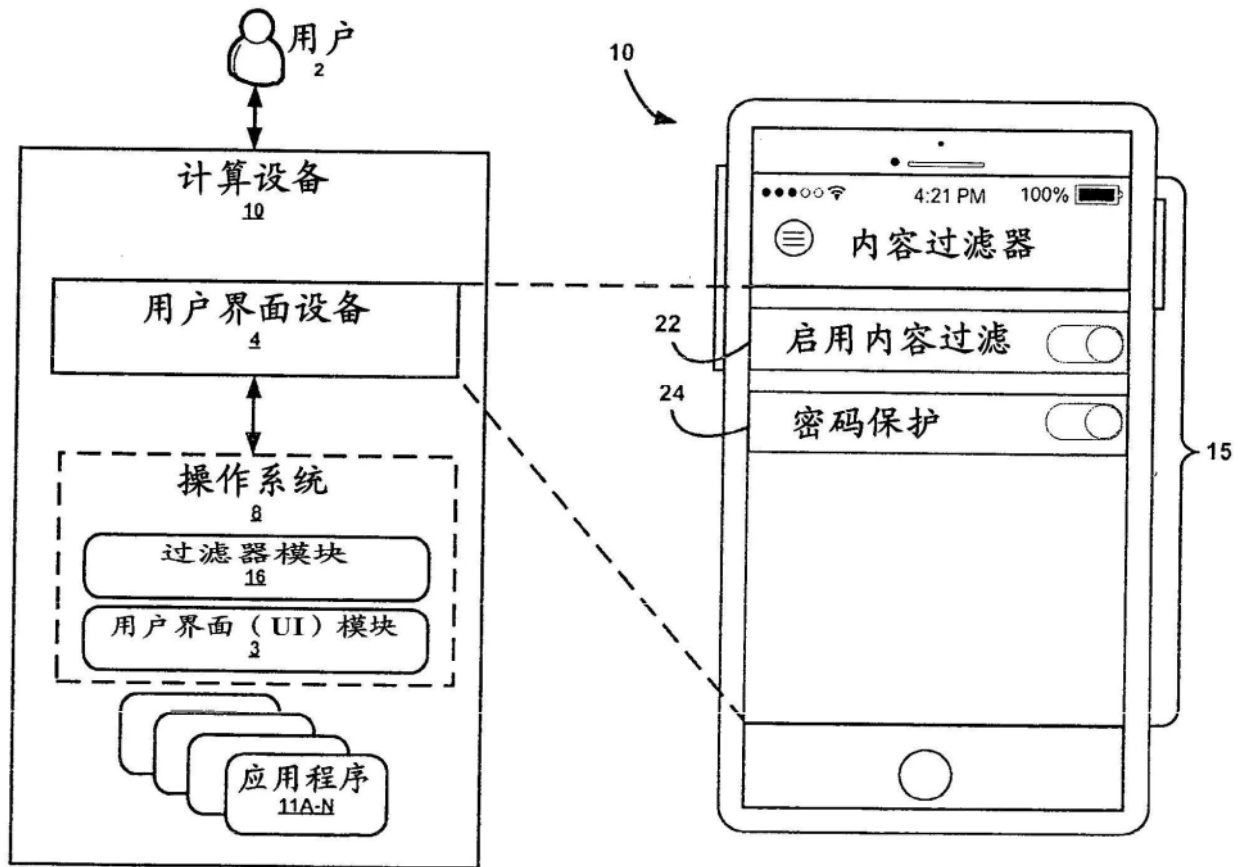 用户
2
计算设备
10
用户界面设备
4
操作系统
8
过滤器模块
16
用户界面（UI）模块
3
应用程序
11A-N
10
4:21 PM 100%
内容过滤器
22
启用内容过滤
24
密码保护
15